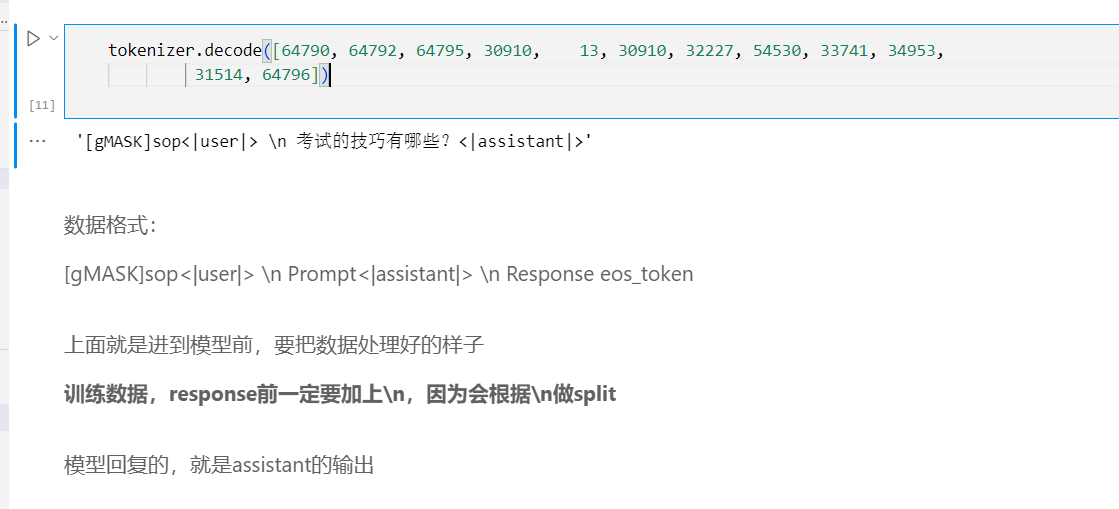 tokenizer.decode([64790, 64792, 64795, 30910,    13, 30910, 32227, 54530, 33741, 34953,
31514, 64796])
[11]
... '[gMASK]sop<|user|> \n 考试的技巧有哪些？<|assistant|>'
数据格式：
[gMASK]sop<|user|> \n Prompt<|assistant|> \n Response eos_token
上面就是进到模型前，要把数据处理好的样子
训练数据，response前一定要加上\n，因为会根据\n做split
模型回复的，就是assistant的输出